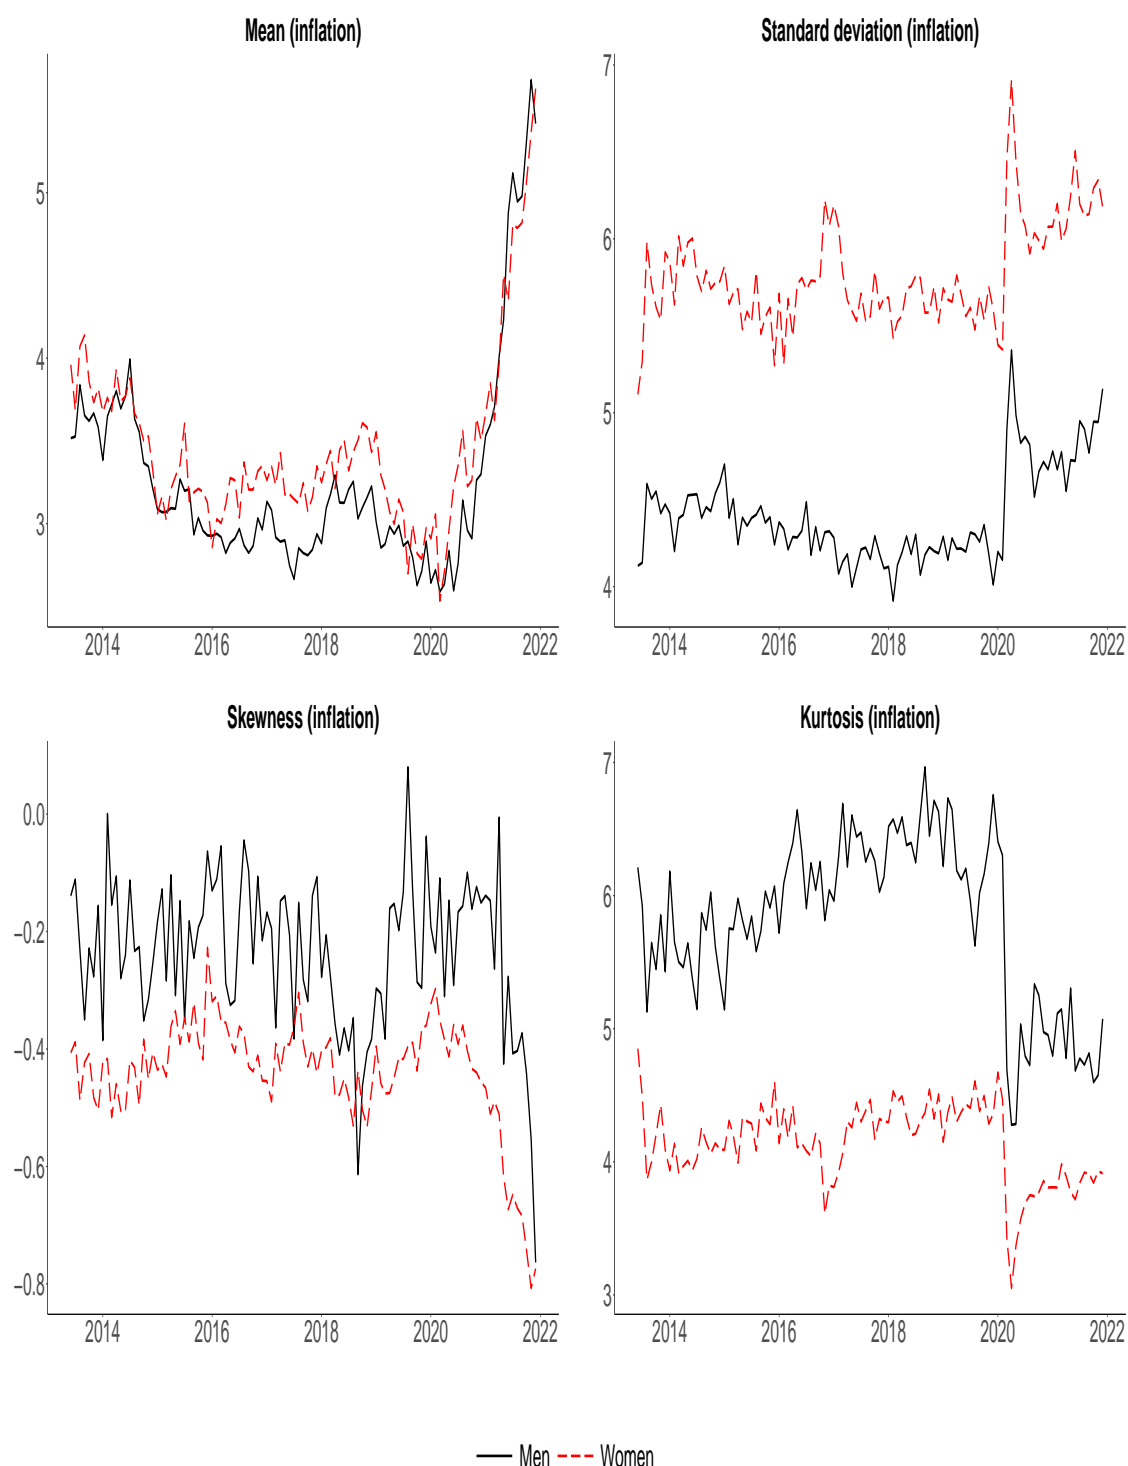 Mean (inflation)
Standard deviation (inflation)
5
4
3
2014 2016 2018 2020 2022
7
6
5
4
2014 2016 2018 2020 2022
Skewness (inflation)
Kurtosis (inflation)
0.0
−0.2
−0.4
−0.6
−0.8
2014 2016 2018 2020 2022
7
6
5
4
3
2014 2016 2018 2020 2022
Men Women